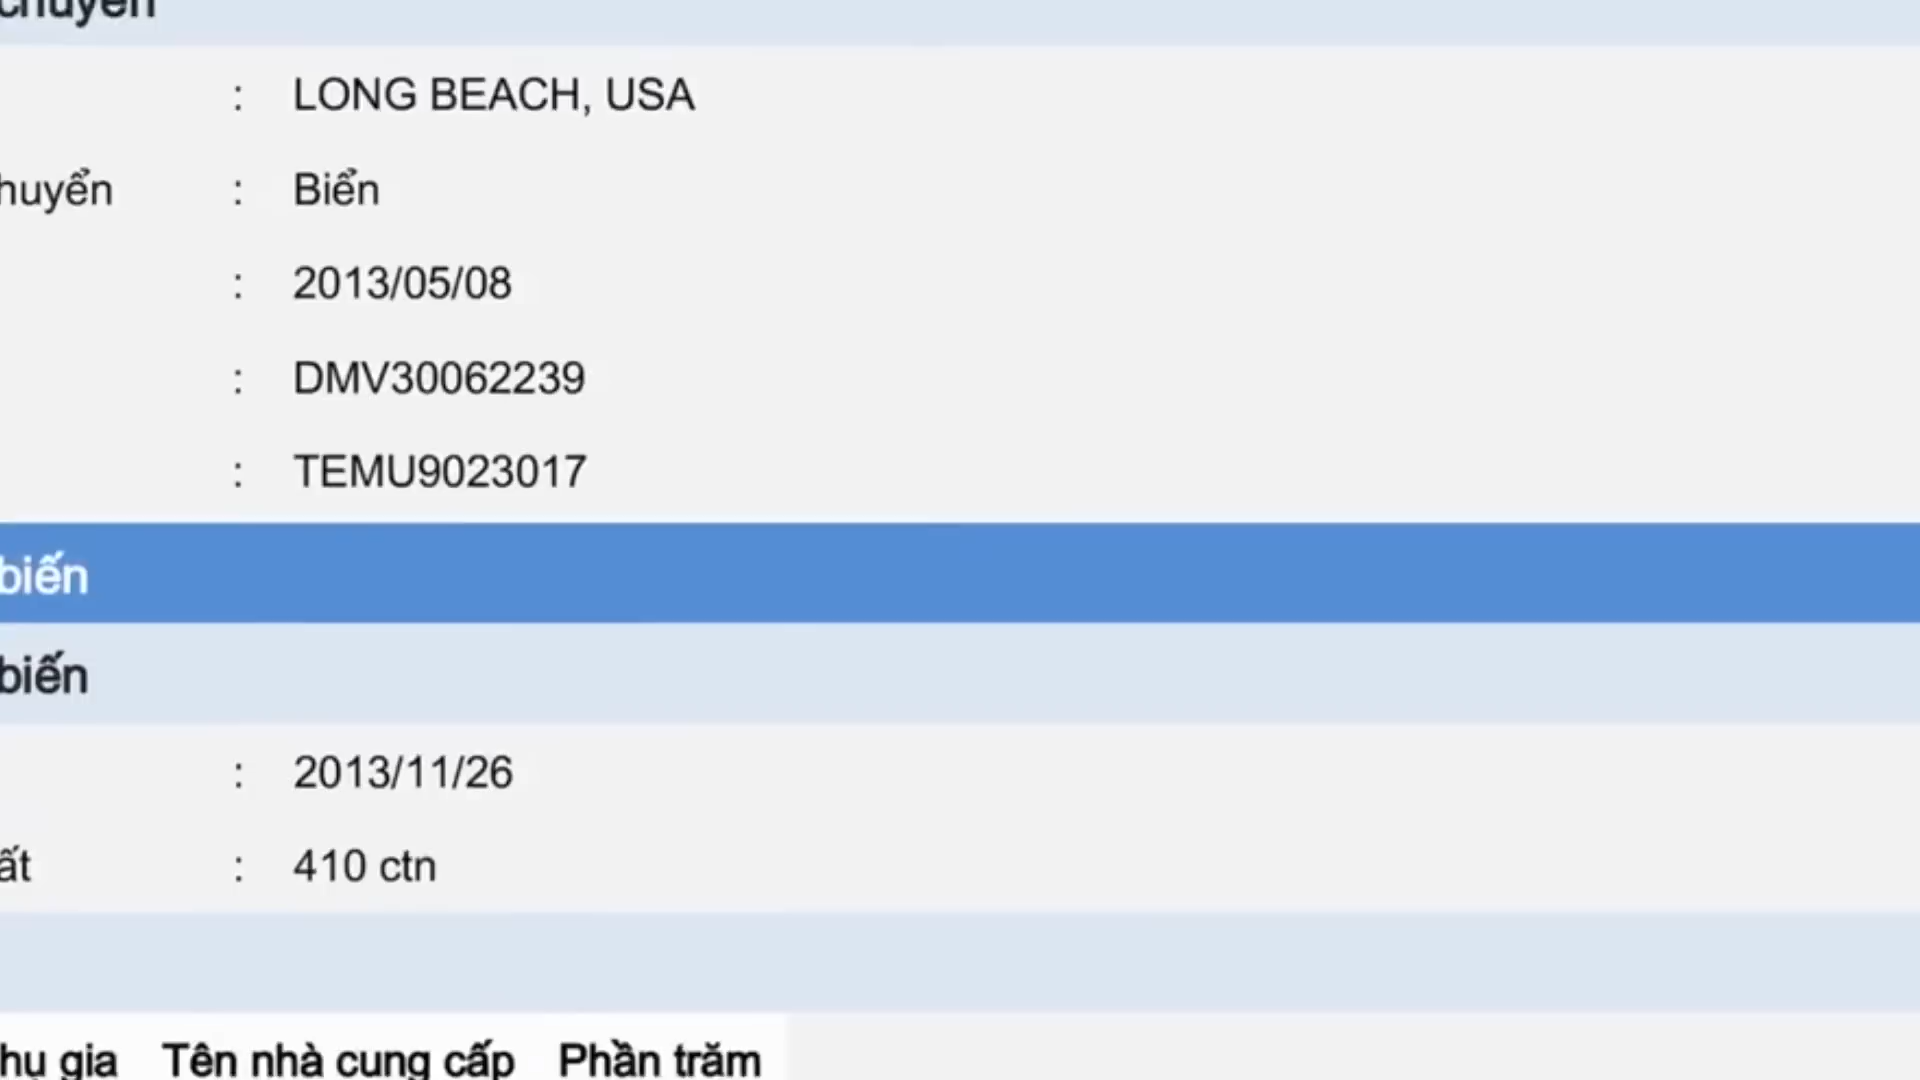 chuyển
: LONG BEACH, USA
huyển : Biển
: 2013/05/08
: DMV30062239
: TEMU9023017
biến
biến
: 2013/11/26
ất : 410 ctn
hụ gia Tên nhà cung cấp Phần trăm